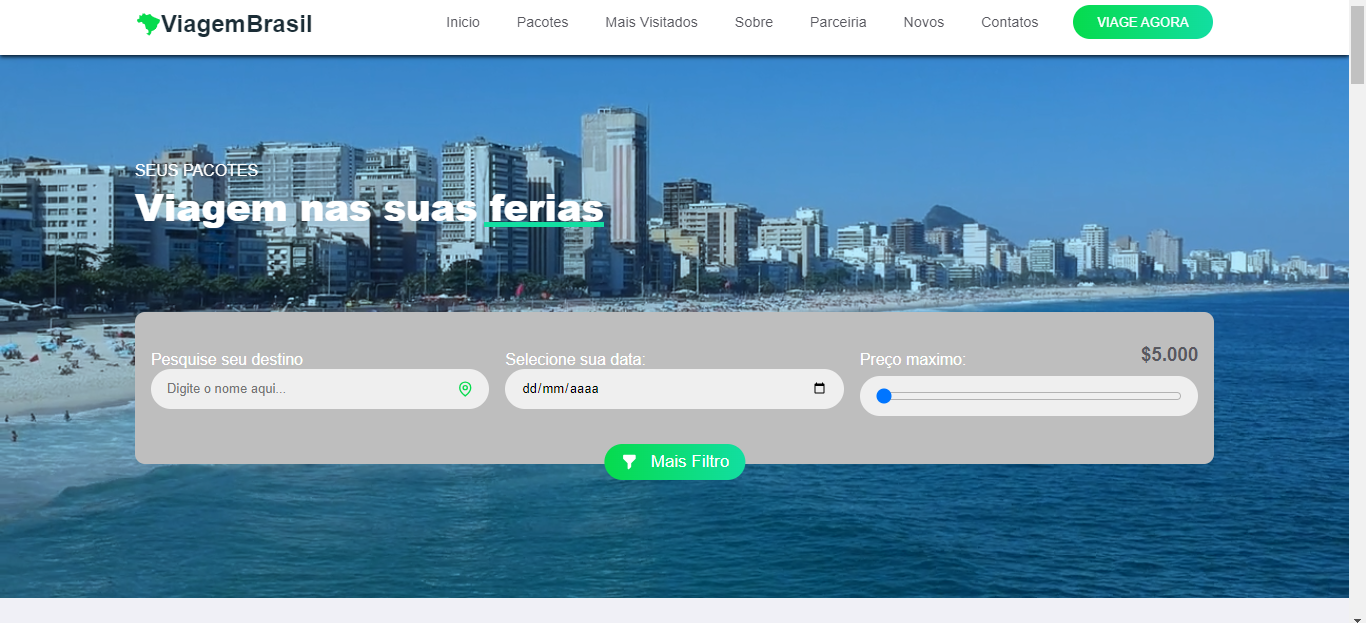 ViagemBrasil
Inicio Pacotes Mais Visitados Sobre Parceiria Novos Contatos VIAGE AGORA
SEUS PACOTES
Viagem nas suas ferias
Pesquise seu destino Selecione sua data: Preço maximo: $5.000
Digite o nome aqui... dd/mm/aaaa
Mais Filtro